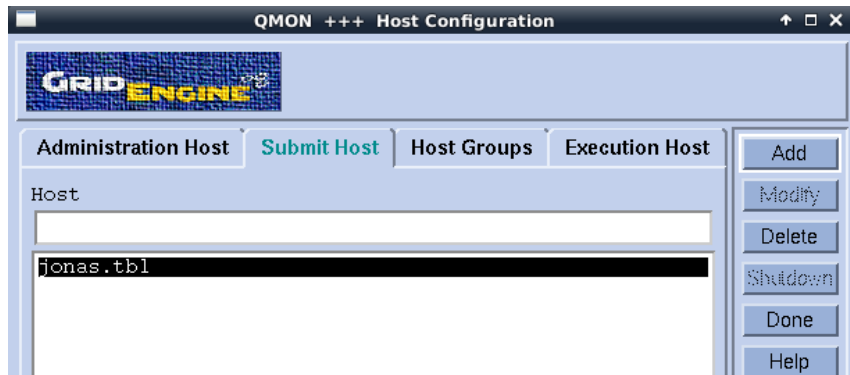 QMON +++ Host Configuration
GRID ENGINE
Administration Host Submit Host Host Groups Execution Host
Host
jonas.tbl
Add
Modify
Delete
Shutdown
Done
Help